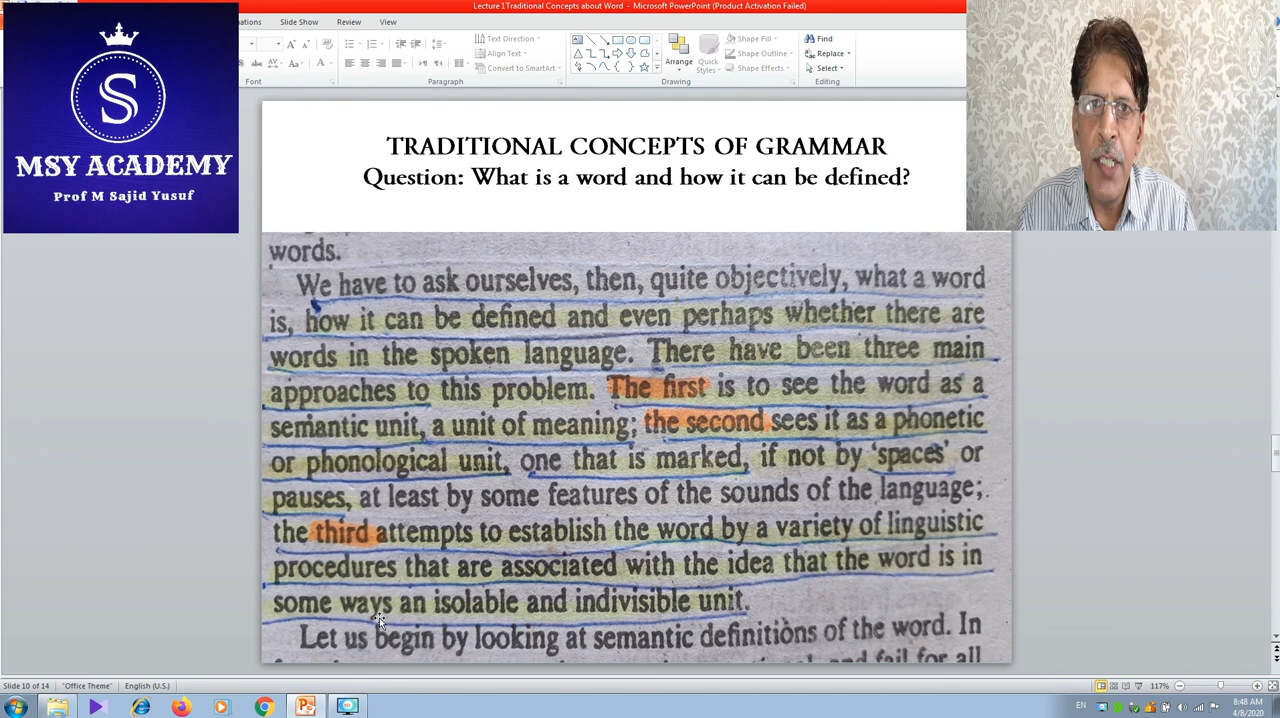 Lecture 1Traditional Concepts about Word - Microsoft PowerPoint (Product Activation Failed)
Slide Show Review View
Text Direction
Align Text
Convert to SmartArt
Arrange
Quick Styles
Shape Fill
Shape Outline
Shape Effects
Find
Replace
Select
Font Paragraph Drawing Editing
S
MSY ACADEMY
Prof M Sajid Yusuf
TRADITIONAL CONCEPTS OF GRAMMAR
Question: What is a word and how it can be defined?
words.
We have to ask ourselves, then, quite objectively, what a word
is, how it can be defined and even perhaps whether there are
words in the spoken language. There have been three main
approaches to this problem. The first is to see the word as a
semantic unit, a unit of meaning; the second sees it as a phonetic
or phonological unit, one that is marked, if not by 'spaces' or
pauses, at least by some features of the sounds of the language;
the third attempts to establish the word by a variety of linguistic
procedures that are associated with the idea that the word is in
some ways an isolable and indivisible unit.
Let us begin by looking at semantic definitions of the word. In
and fail for all
Slide 10 of 14 "Office Theme" English (U.S.) 117%
EN 8:48 AM
4/8/2020